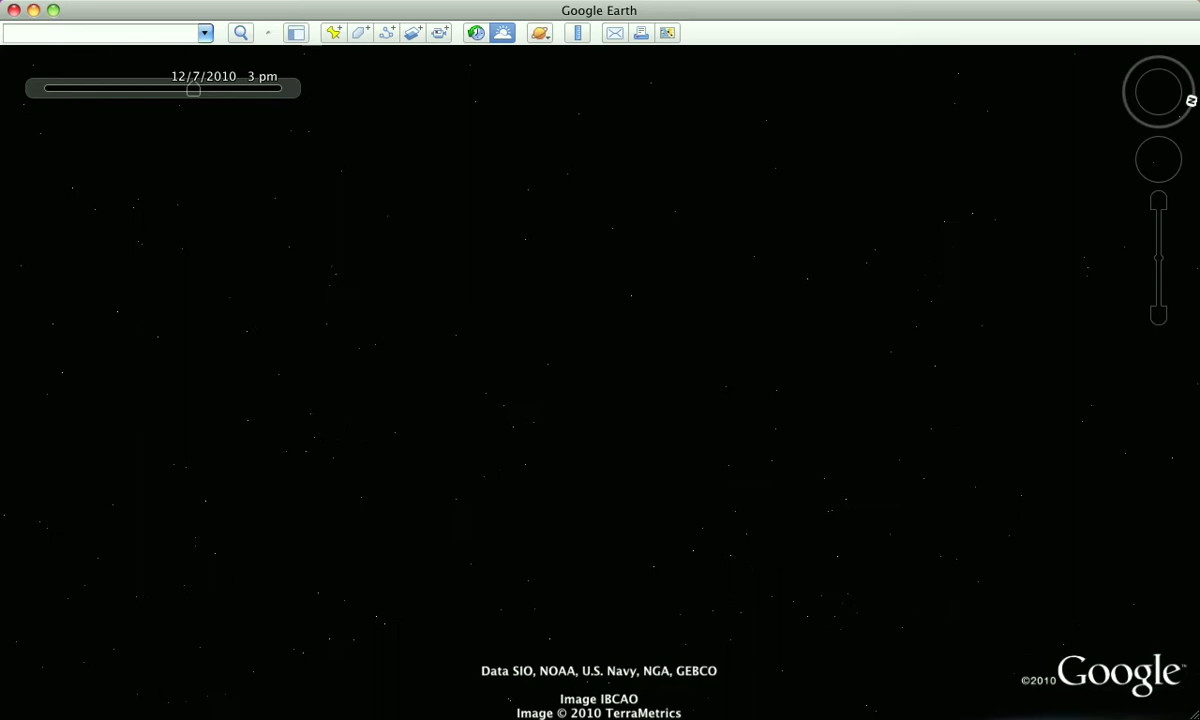 Google Earth
12/7/2010 3 pm
N
Data SIO, NOAA, U.S. Navy, NGA, GEBCO
©2010 Google™
Image IBCAO
Image © 2010 TerraMetrics